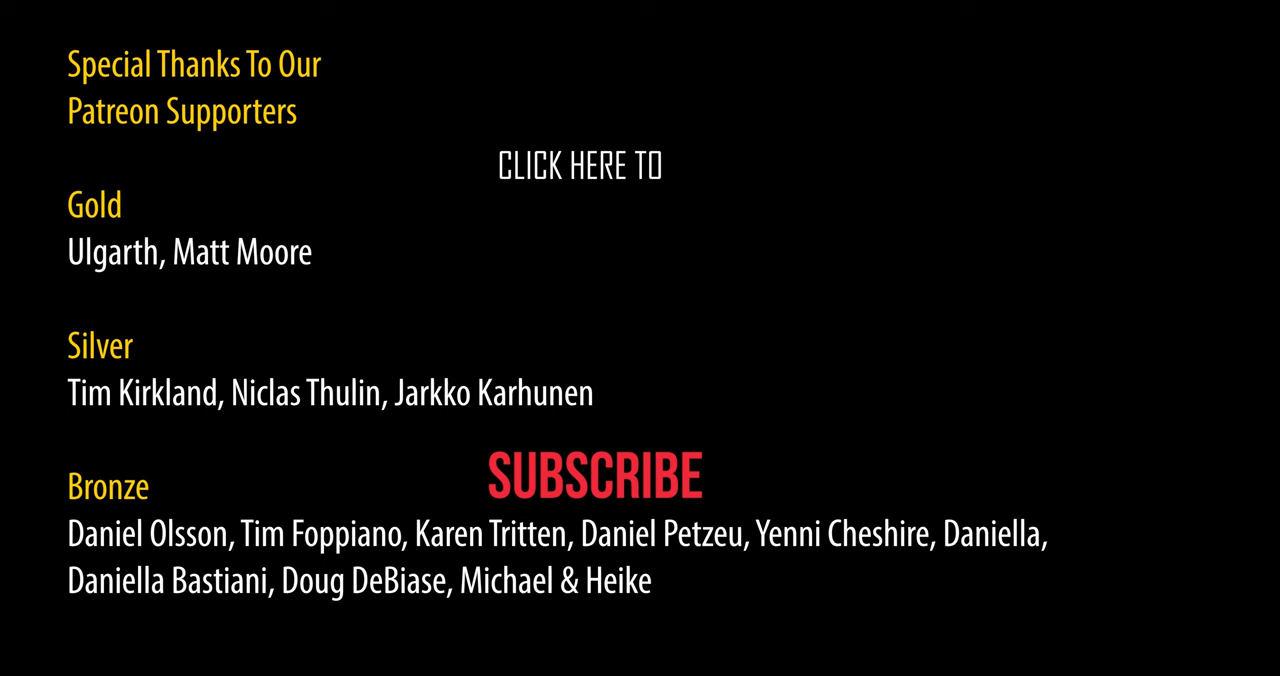 Special Thanks To Our
Patreon Supporters
CLICK HERE TO
Gold
Ulgarth, Matt Moore
Silver
Tim Kirkland, Niclas Thulin, Jarkko Karhunen
SUBSCRIBE
Bronze
Daniel Olsson, Tim Foppiano, Karen Tritten, Daniel Petzeu, Yenni Cheshire, Daniella,
Daniella Bastiani, Doug DeBiase, Michael & Heike